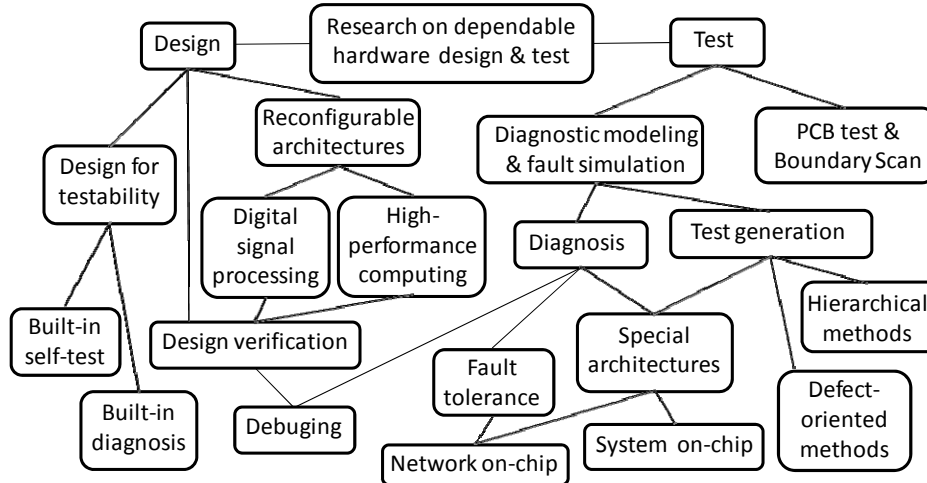 Research on dependable
hardware design & test
Design
Test
Reconfigurable
architectures
Diagnostic modeling
& fault simulation
PCB test &
Boundary Scan
Design for
testability
Digital
signal
processing
High-
performance
computing
Diagnosis
Test generation
Built-in
self-test
Design verification
Special
architectures
Hierarchical
methods
Fault
tolerance
Built-in
diagnosis
Debuging
Defect-
oriented
methods
Network on-chip
System on-chip